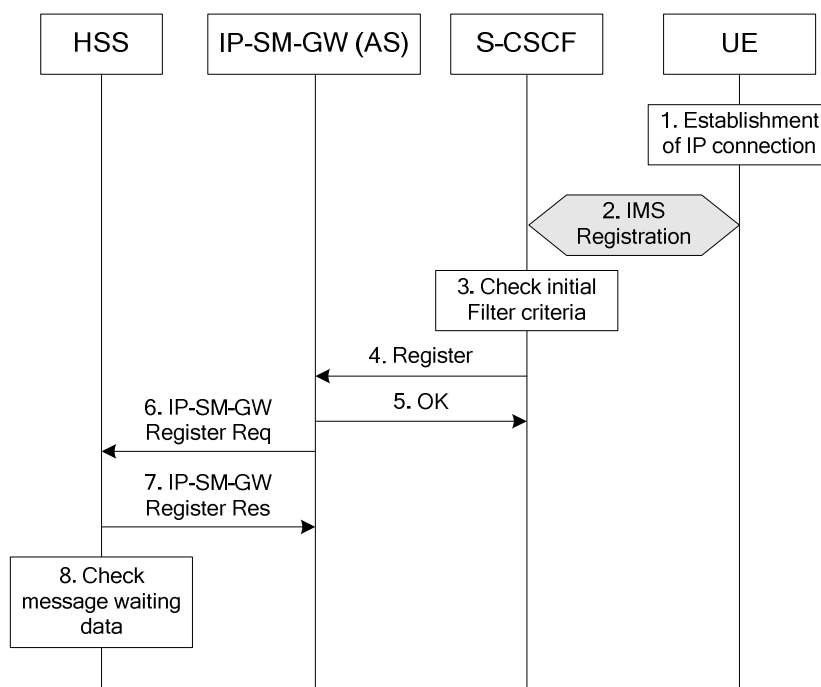 HSS
IP-SM-GW (AS)
S-CSCF
UE
1. Establishment
of IP connection
2. IMS
Registration
3. Check initial
Filter criteria
4. Register
5. OK
6. IP-SM-GW
Register Req
7. IP-SM-GW
Register Res
8. Check
message waiting
data